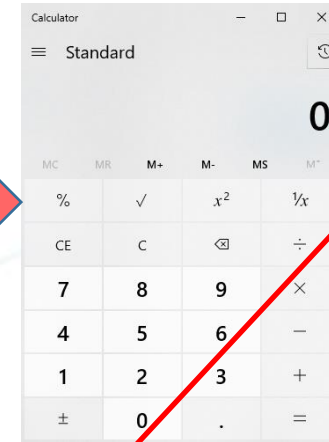 Calculator
Standard
0
MC MR M+ M- MS M˅
% √ x² ¹/x
CE C ⌫ ÷
7 8 9 ×
4 5 6 −
1 2 3 +
± 0 . =